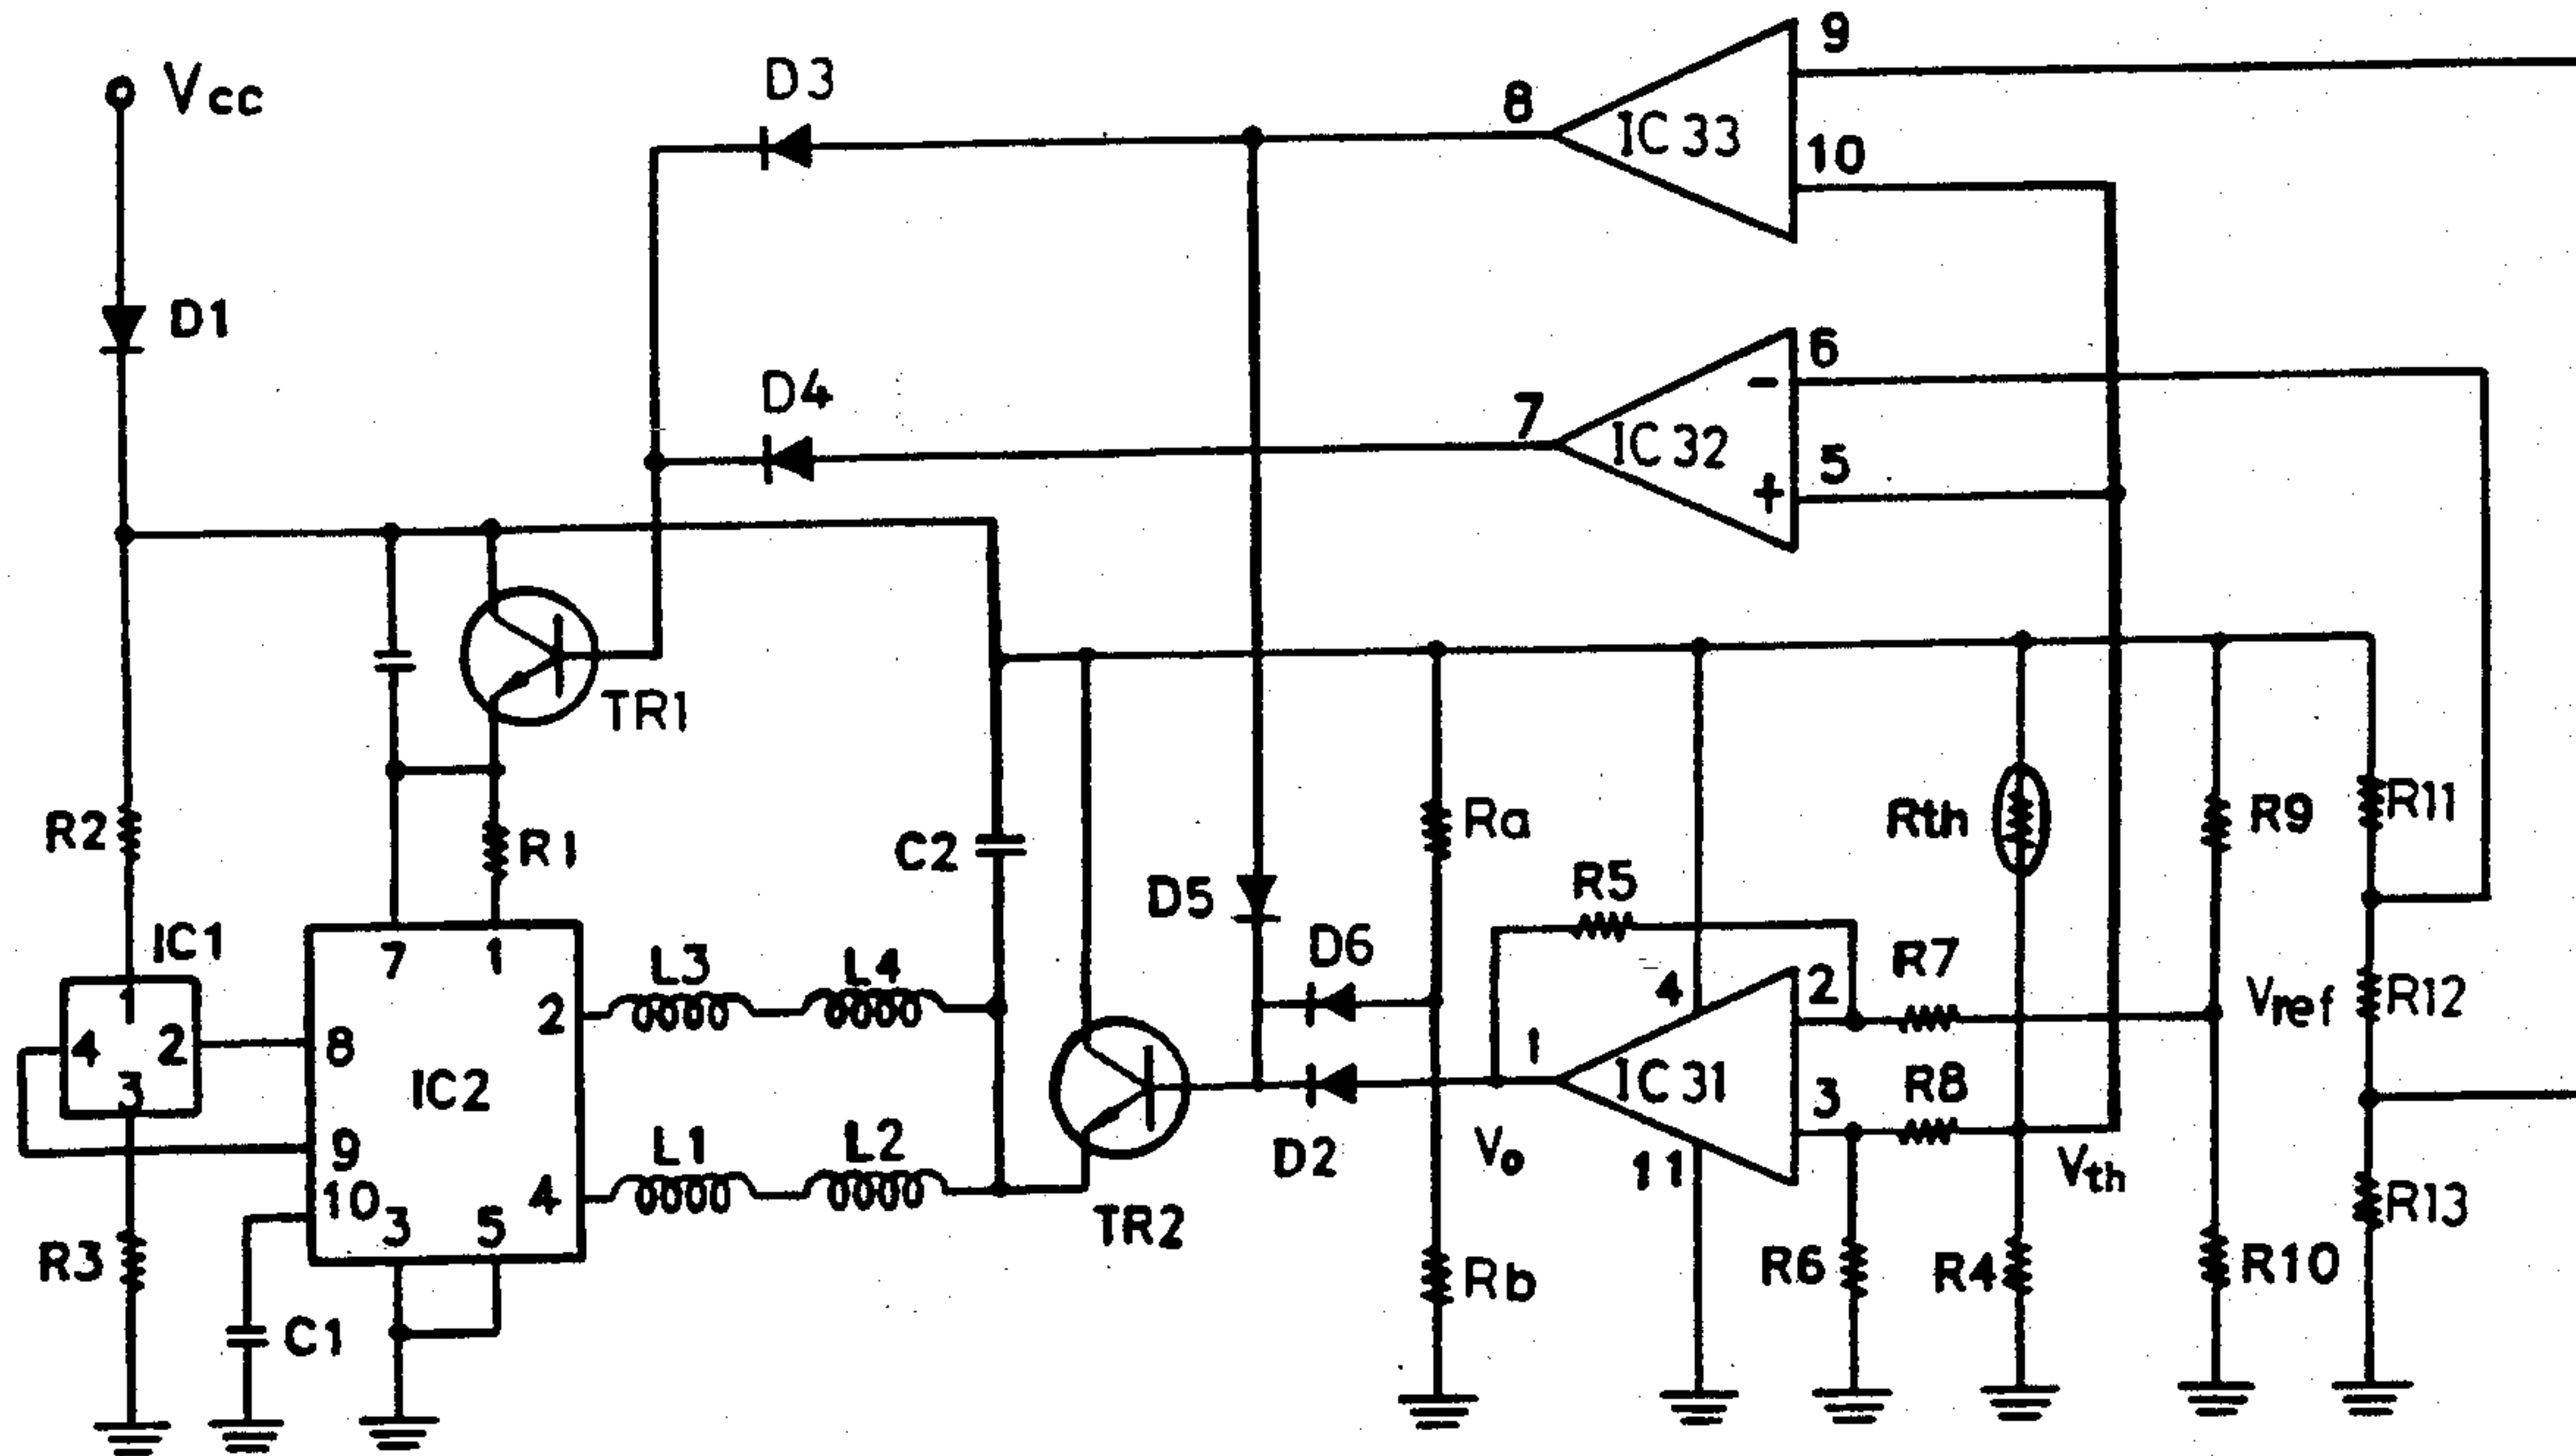 Vcc
D3
8
IC33
9
10
D1
D4
7
IC32
6
-
5
+
TR1
R2
R1
C2
Ra
Rth
R9
R11
D5
R5
IC1
7
1
L3
L4
D6
4
2
R7
Vref
R12
1
4
2
3
8
IC2
2
1
IC31
3
R8
9
10
3
5
4
L1
L2
TR2
D2
Vo
11
Vth
R13
R3
C1
Rb
R6
R4
R10